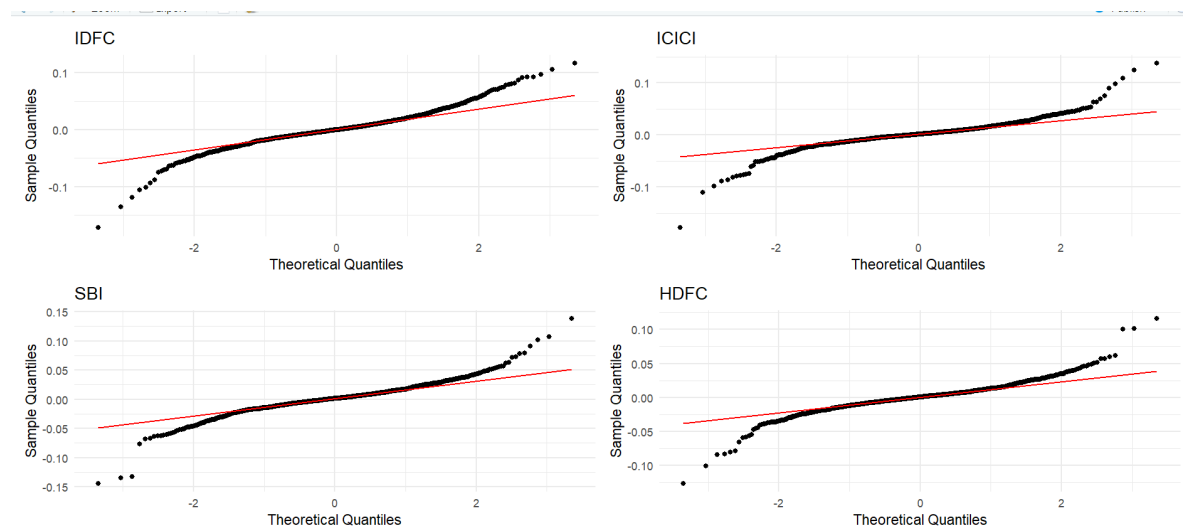 IDFC
0.1
0.0
-0.1
Sample Quantiles
-2
0
2
Theoretical Quantiles
ICICI
0.1
0.0
-0.1
Sample Quantiles
-2
0
2
Theoretical Quantiles
SBI
0.15
0.10
0.05
0.00
-0.05
-0.10
-0.15
Sample Quantiles
-2
0
2
Theoretical Quantiles
HDFC
0.10
0.05
0.00
-0.05
-0.10
Sample Quantiles
-2
0
2
Theoretical Quantiles